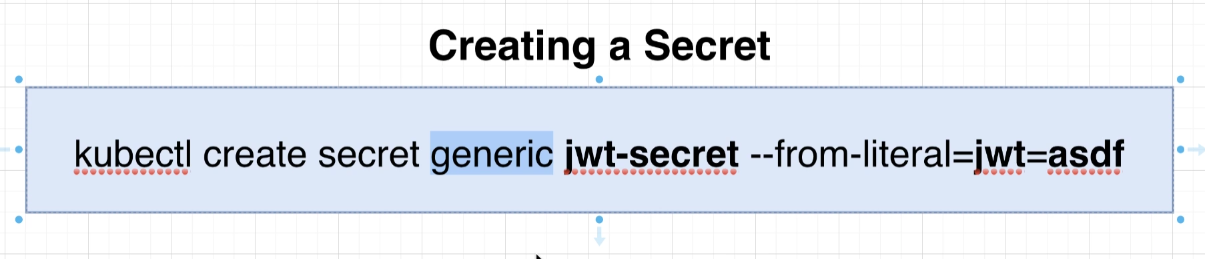 Creating a Secret
kubectl create secret generic jwt-secret --from-literal=jwt=asdf